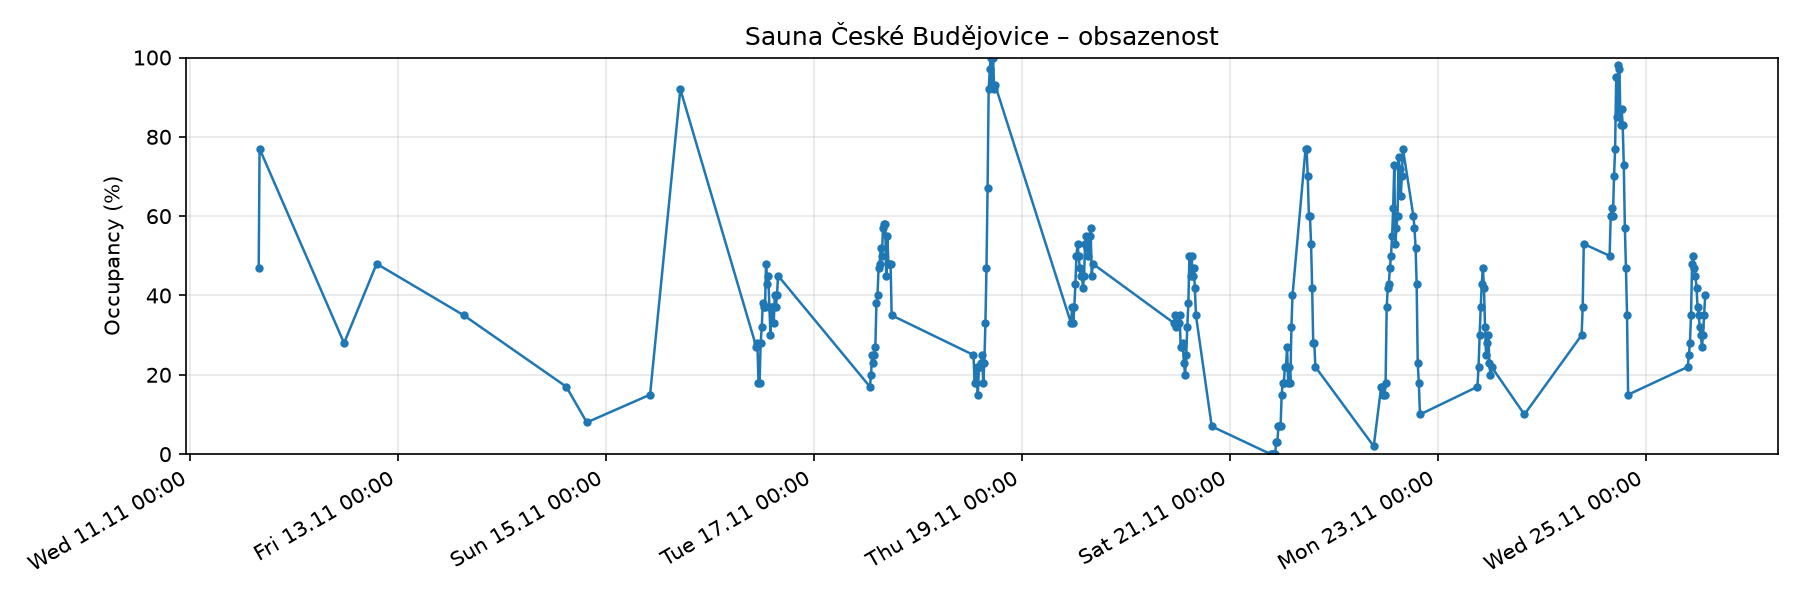 Sauna České Budějovice – obsazenost
Occupancy (%)
100
80
60
40
20
0
Wed 11.11 00:00
Fri 13.11 00:00
Sun 15.11 00:00
Tue 17.11 00:00
Thu 19.11 00:00
Sat 21.11 00:00
Mon 23.11 00:00
Wed 25.11 00:00